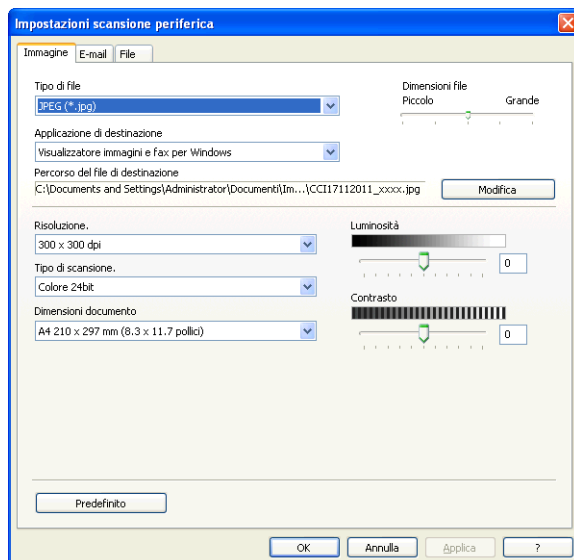 Impostazioni scansione periferica
Immagine E-mail File
Tipo di file
JPEG (*.jpg)
Dimensioni file
Piccolo Grande
Applicazione di destinazione
Visualizzatore immagini e fax per Windows
Percorso del file di destinazione
C:\Documents and Settings\Administrator\Documenti\Im...\CCI17112011_xxxx.jpg
Modifica
Risoluzione.
300 x 300 dpi
Tipo di scansione.
Colore 24bit
Dimensioni documento
A4 210 x 297 mm (8.3 x 11.7 pollici)
Luminosità
0
Contrasto
0
Predefinito
OK Annulla Applica ?